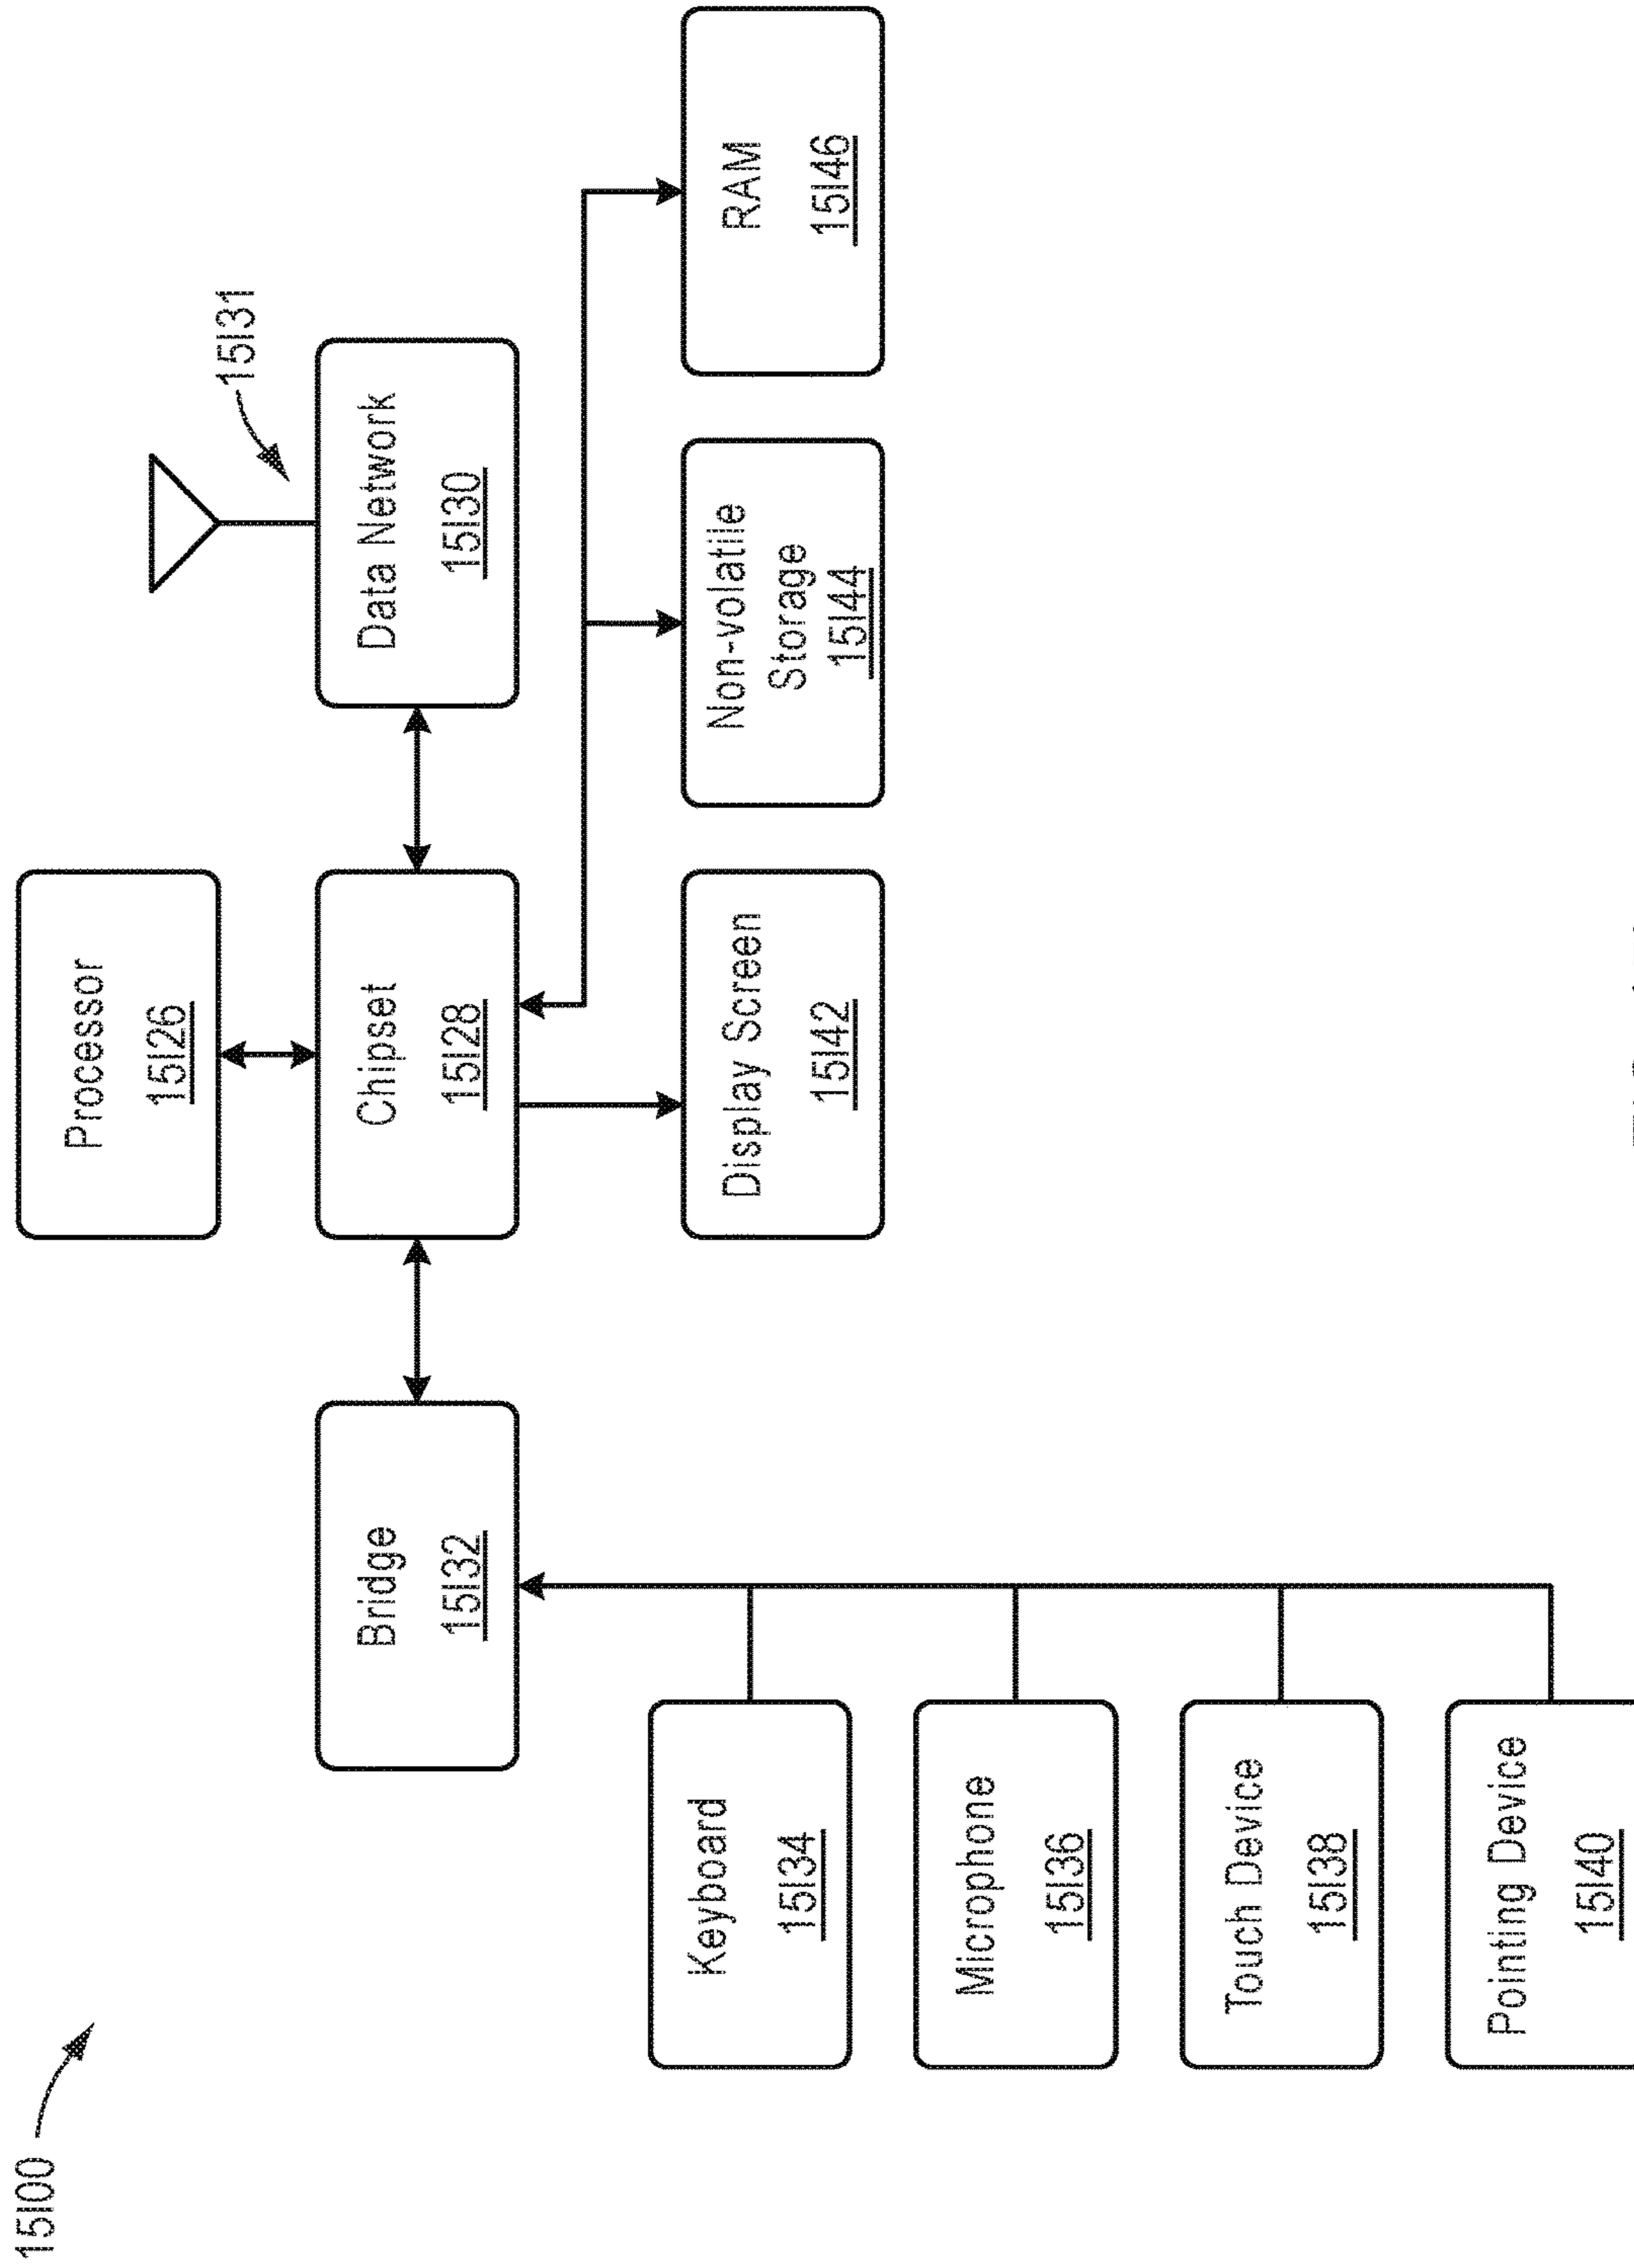 15I00
Processor
15I26
15I31
Bridge
15I32
Chipset
15I28
Data Network
15I30
Keyboard
15I34
Microphone
15I36
Touch Device
15I38
Pointing Device
15I40
Display Screen
15I42
Non-volatile
Storage
15I44
RAM
15I46